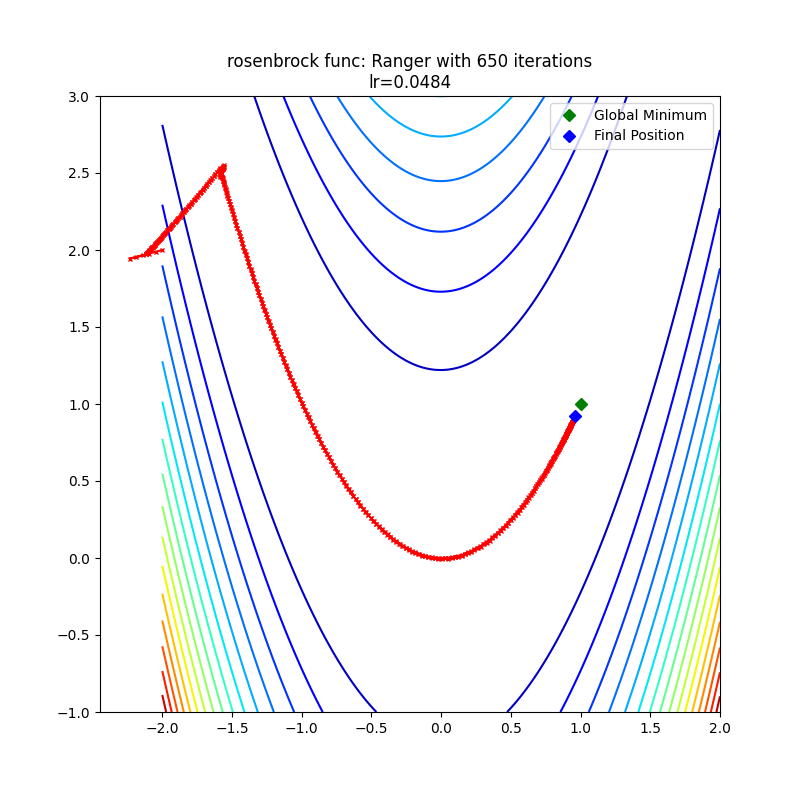 rosenbrock func: Ranger with 650 iterations
lr=0.0484
Global Minimum
Final Position
3.0
2.5
2.0
1.5
1.0
0.5
0.0
−0.5
−1.0
−2.0 −1.5 −1.0 −0.5 0.0 0.5 1.0 1.5 2.0